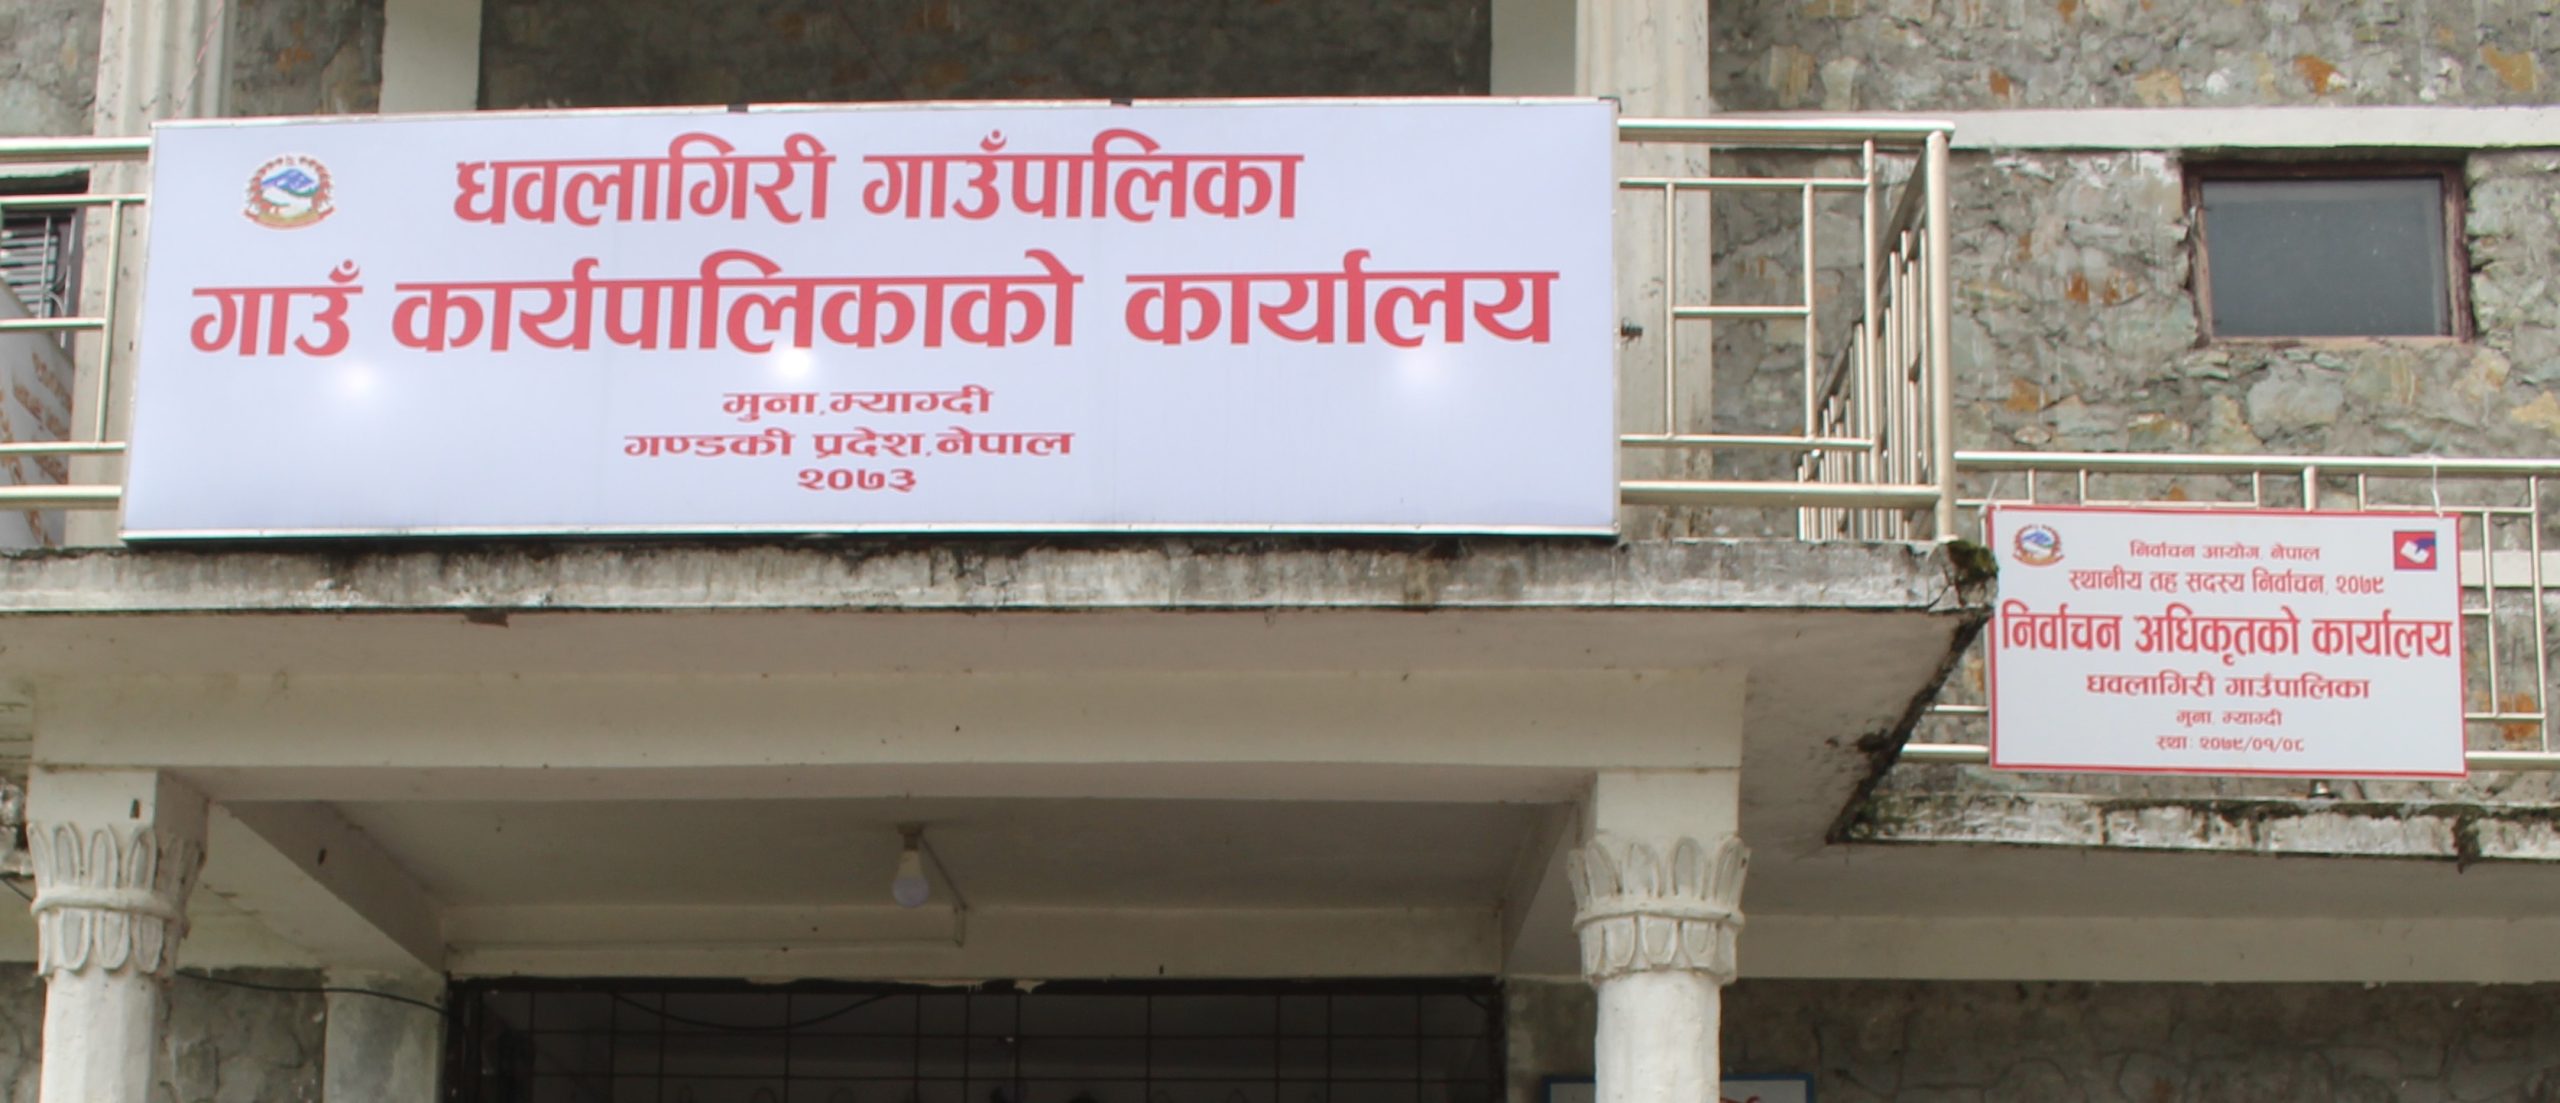 धवलागिरी गाउँपालिका
गाउँ कार्यपालिकाको कार्यालय
मुना,म्याग्दी
गण्डकी प्रदेश,नेपाल
२०७३
निर्वाचन आयोग, नेपाल
स्थानीय तह सदस्य निर्वाचन, २०७९
निर्वाचन अधिकृतको कार्यालय
धवलागिरी गाउँपालिका
मुना, म्याग्दी
स्था: २०७९/०१/०८